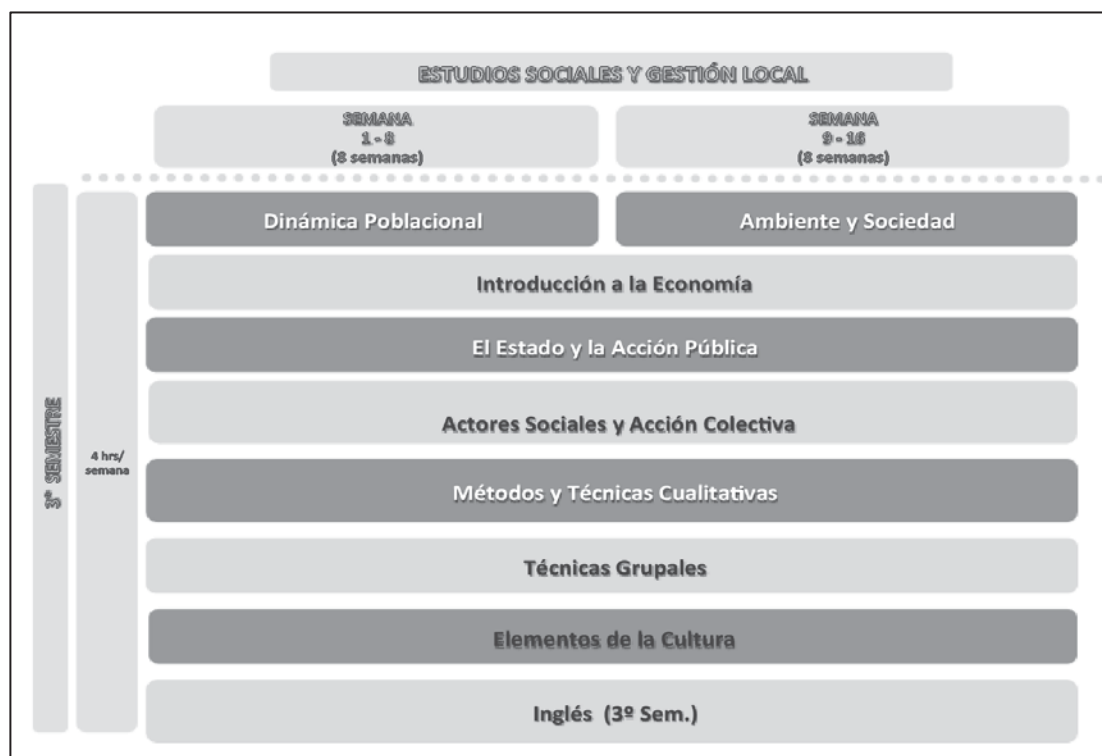 ESTUDIOS SOCIALES Y GESTIÓN LOCAL
SEMANA
1 - 8
(8 semanas)
SEMANA
9 - 16
(8 semanas)
3° SEMESTRE
4 hrs/
semana
Dinámica Poblacional
Ambiente y Sociedad
Introducción a la Economía
El Estado y la Acción Pública
Actores Sociales y Acción Colectiva
Métodos y Técnicas Cualitativas
Técnicas Grupales
Elementos de la Cultura
Inglés (3º Sem.)